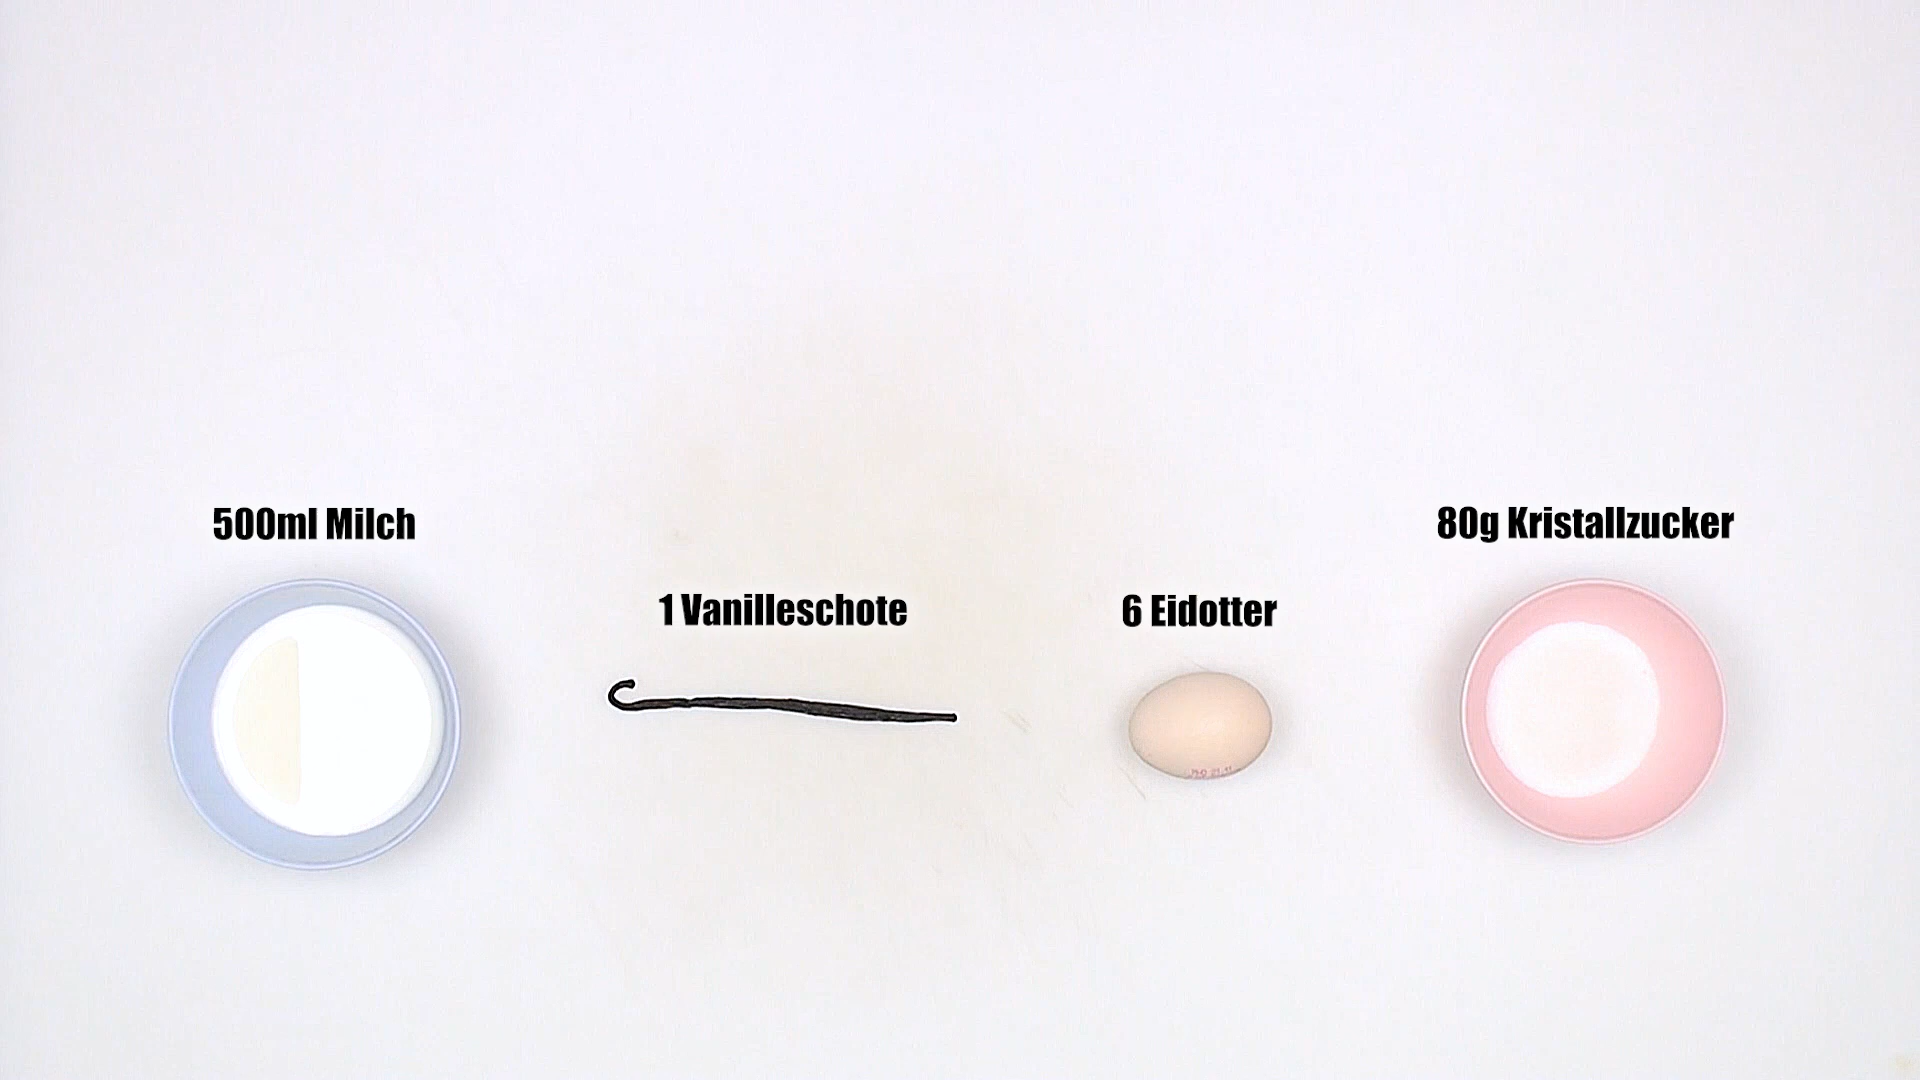 500ml Milch
1 Vanilleschote
6 Eidotter
80g Kristallzucker